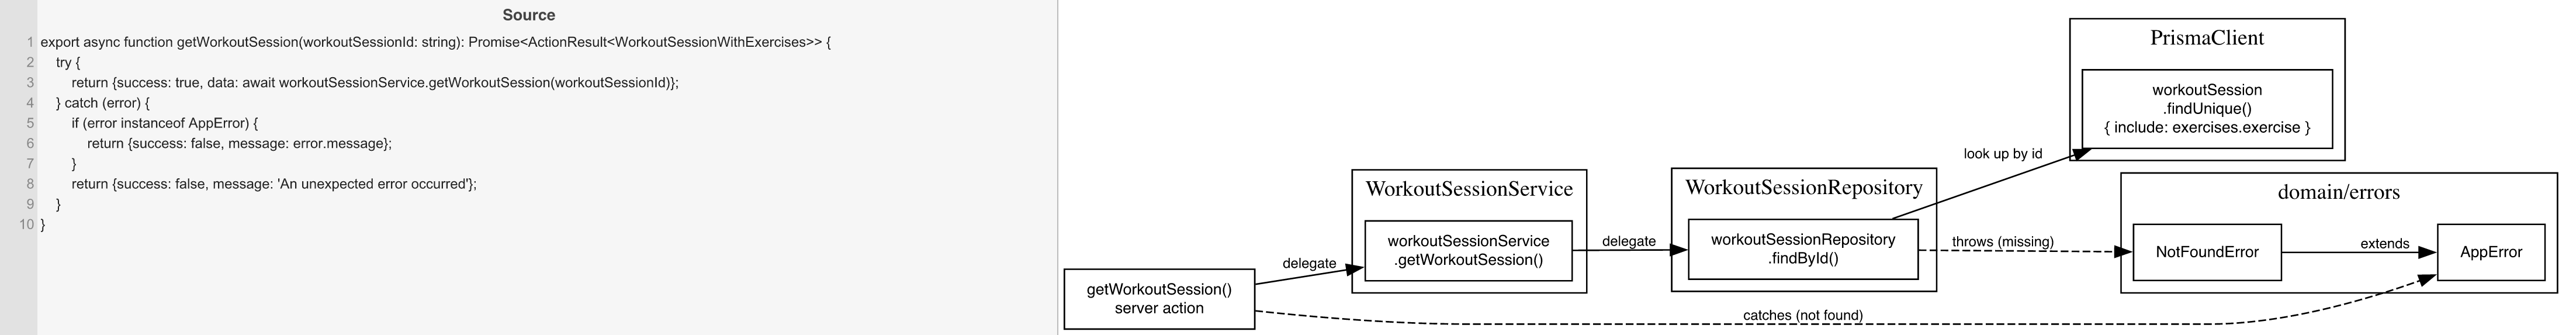 Source
1 export async function getWorkoutSession(workoutSessionId: string): Promise<ActionResult<WorkoutSessionWithExercises>> {
2 try {
3 return {success: true, data: await workoutSessionService.getWorkoutSession(workoutSessionId)};
4 } catch (error) {
5 if (error instanceof AppError) {
6 return {success: false, message: error.message};
7 }
8 return {success: false, message: 'An unexpected error occurred'};
9 }
10 }
getWorkoutSession()
server action
delegate
WorkoutSessionService
workoutSessionService
.getWorkoutSession()
delegate
WorkoutSessionRepository
workoutSessionRepository
.findById()
look up by id
PrismaClient
workoutSession
.findUnique()
{ include: exercises.exercise }
throws (missing)
domain/errors
NotFoundError
extends
AppError
catches (not found)